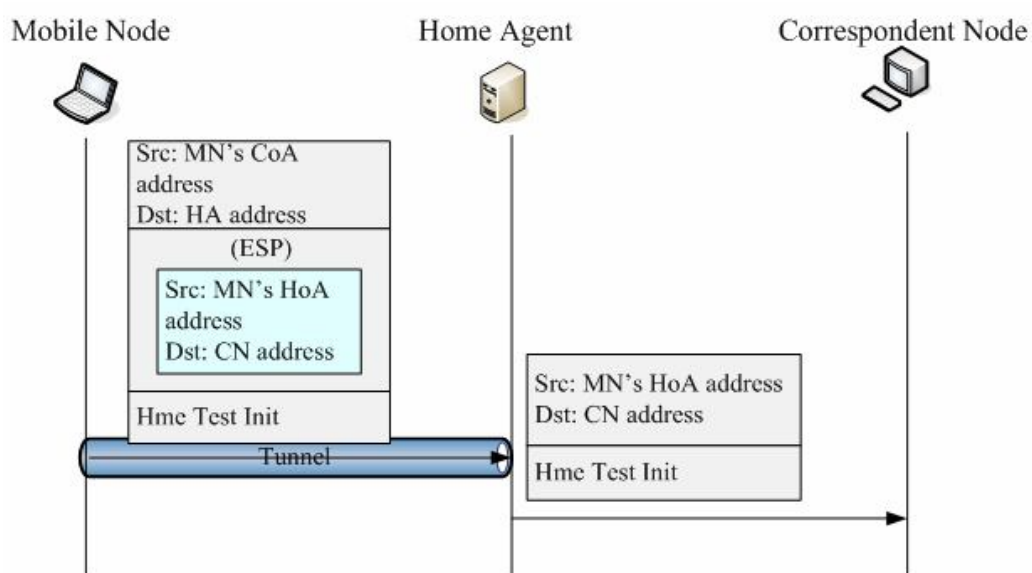 Mobile Node
Home Agent
Correspondent Node
Src: MN's CoA
address
Dst: HA address
(ESP)
Src: MN's HoA
address
Dst: CN address
Hme Test Init
Tunnel
Src: MN's HoA address
Dst: CN address
Hme Test Init